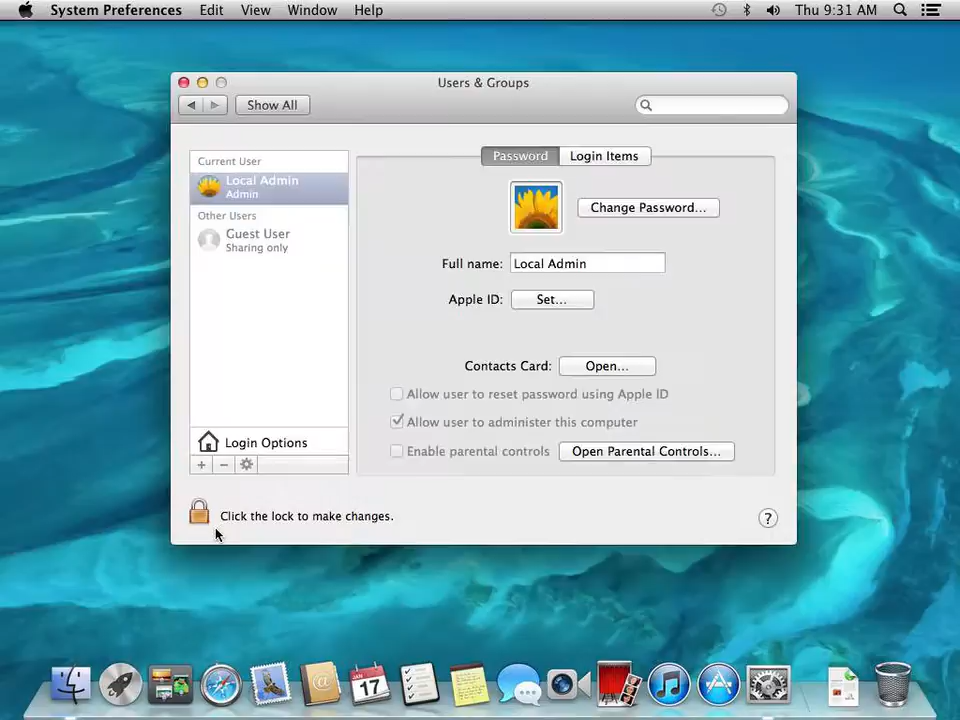 System Preferences Edit View Window Help Thu 9:31 AM
Users & Groups
Show All
Current User
Local Admin
Admin
Other Users
Guest User
Sharing only
Login Options
+ −
Password Login Items
Change Password...
Full name: Local Admin
Apple ID: Set...
Contacts Card: Open...
Allow user to reset password using Apple ID
Allow user to administer this computer
Enable parental controls Open Parental Controls...
Click the lock to make changes.
?
17